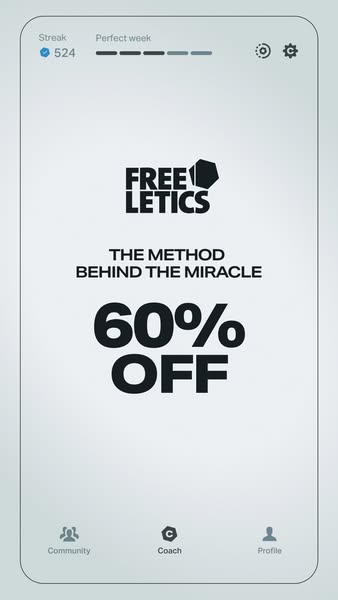 Streak
524
Perfect week
FREE
LETICS
THE METHOD
BEHIND THE MIRACLE
60%
OFF
Community
Coach
Profile